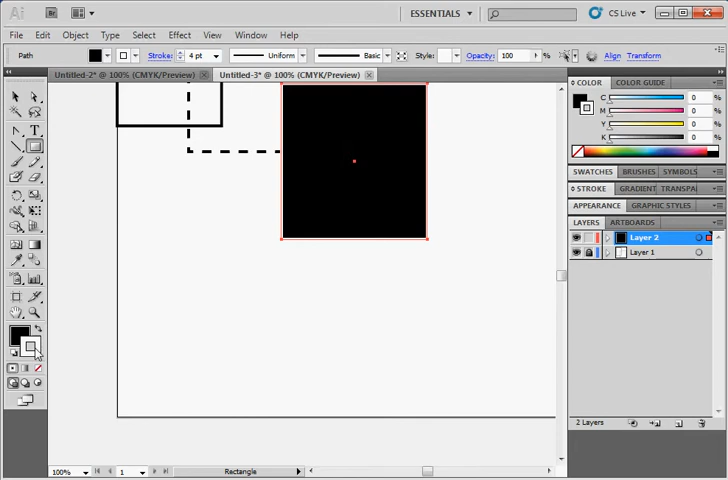 Ai Br ESSENTIALS CS Live
File Edit Object Type Select Effect View Window Help
Path Stroke: 4 pt Uniform Basic Style: Opacity: 100 % Align Transform
Untitled-2* @ 100% (CMYK/Preview) Untitled-3* @ 100% (CMYK/Preview)
COLOR COLOR GUIDE
C 0 %
M 0 %
Y 0 %
K 0 %
SWATCHES BRUSHES SYMBOLS
STROKE GRADIENT TRANSPA
APPEARANCE GRAPHIC STYLES
LAYERS ARTBOARDS
Layer 2
Layer 1
2 Layers
100% 1 Rectangle